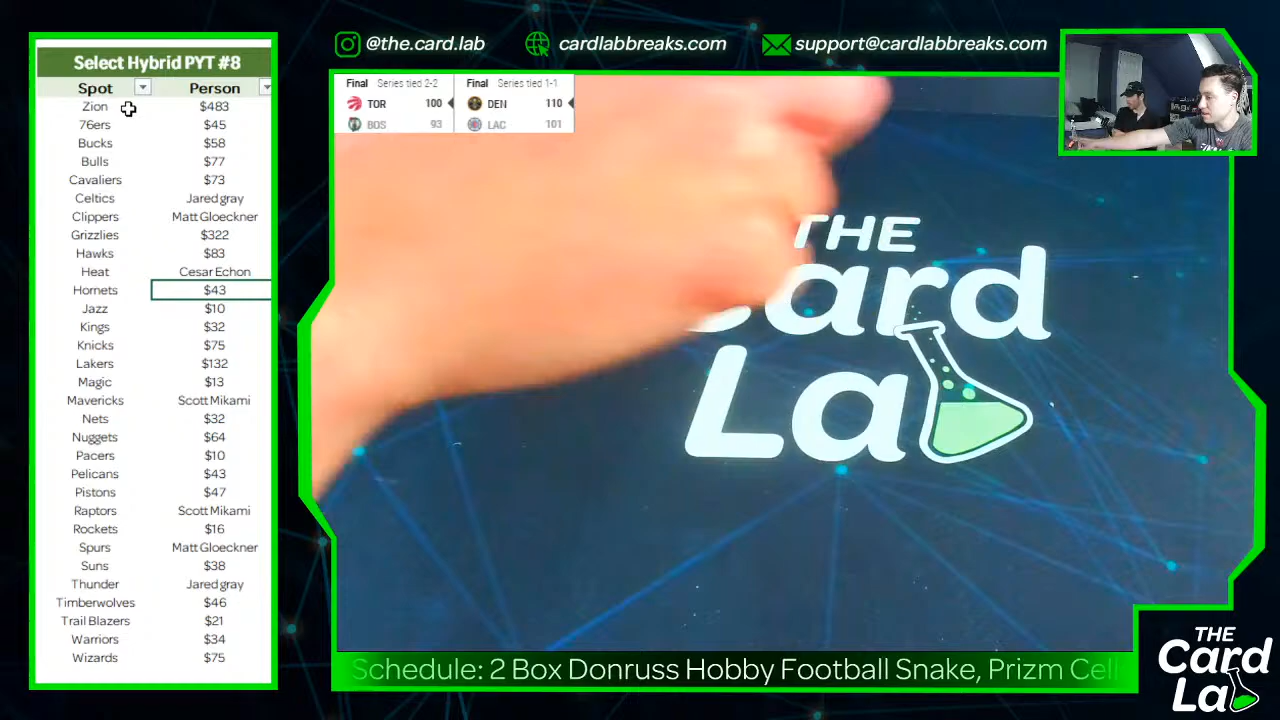 @the.card.lab
cardlabbreaks.com
support@cardlabbreaks.com
Select Hybrid PYT #8
Spot Person
Zion $483
76ers $45
Bucks $58
Bulls $77
Cavaliers $73
Celtics Jared gray
Clippers Matt Gloeckner
Grizzlies $322
Hawks $83
Heat Cesar Echon
Hornets $43
Jazz $10
Kings $32
Knicks $75
Lakers $132
Magic $13
Mavericks Scott Mikami
Nets $32
Nuggets $64
Pacers $10
Pelicans $43
Pistons $47
Raptors Scott Mikami
Rockets $16
Spurs Matt Gloeckner
Suns $38
Thunder Jared gray
Timberwolves $46
Trail Blazers $21
Warriors $34
Wizards $75
Final Series tied 2-2
TOR 100
BOS 93
Final Series tied 1-1
DEN 110
LAC 101
THE
Card
Lab
Schedule: 2 Box Donruss Hobby Football Snake, Prizm Cell
THE
Card
Lab